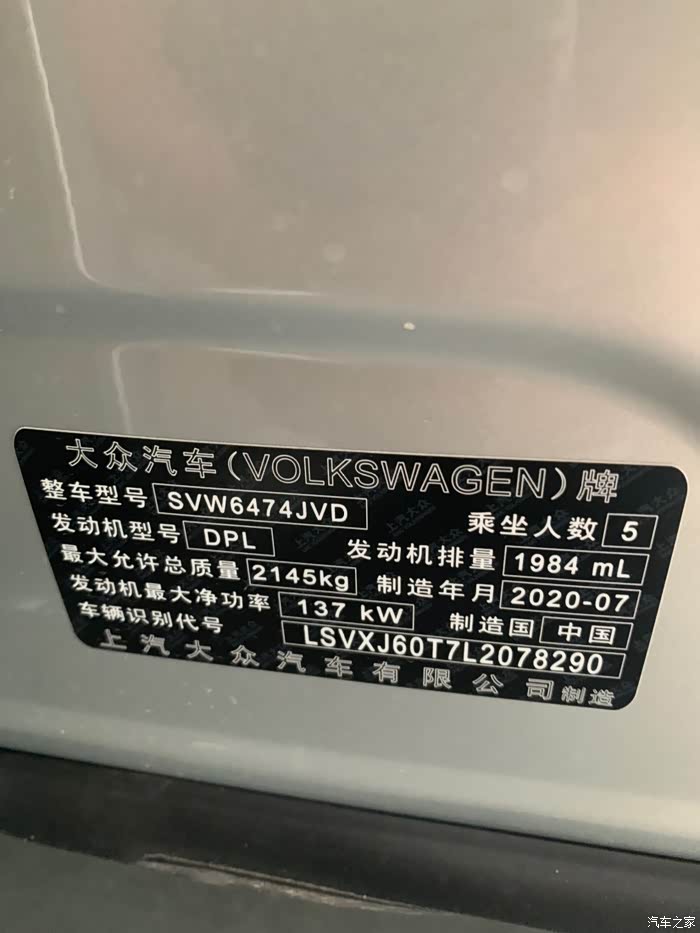 大众汽车(VOLKSWAGEN)牌
整车型号 SVW6474JVD 乘坐人数 5
发动机型号 DPL 发动机排量 1984 mL
最大允许总质量 2145kg 制造年月 2020-07
发动机最大净功率 137 kW 制造国 中国
车辆识别代号 LSVXJ60T7L2078290
上汽大众汽车有限公司制造
汽车之家